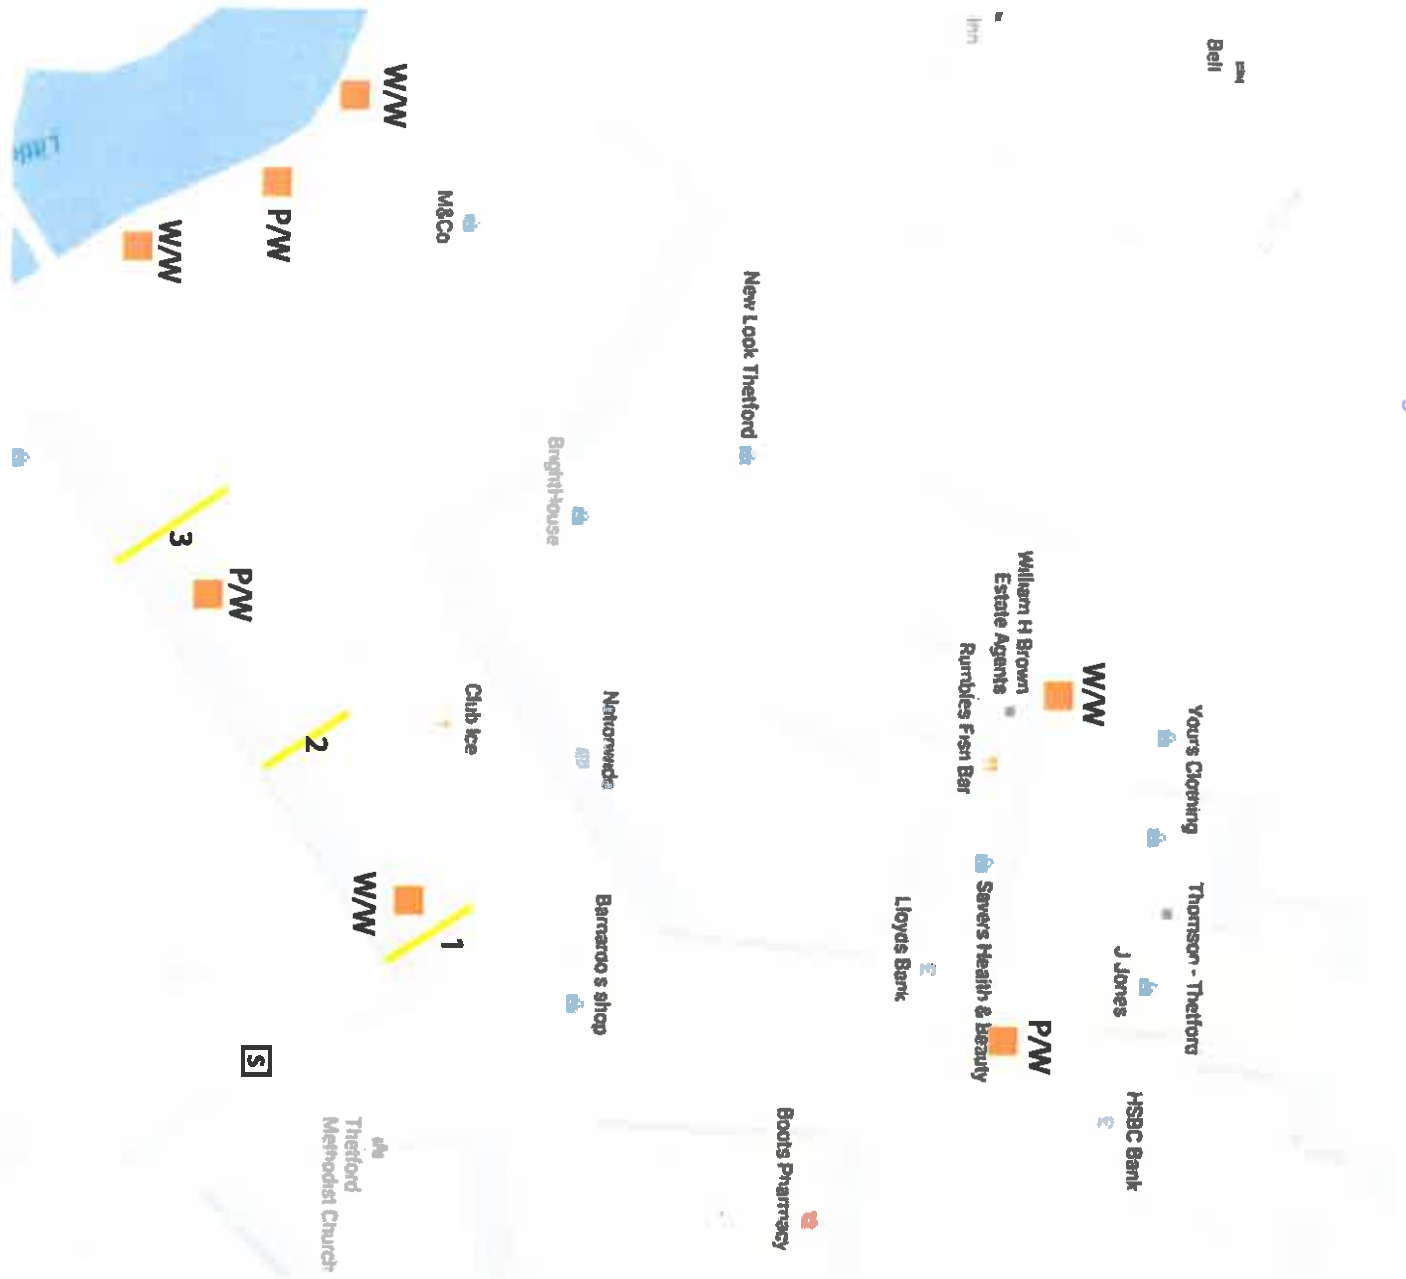 Bell
Yours Clothing
Thomson - Thetford
HSBC Bank
J Jones
W/W
P/W
William H Brown
Estate Agents
Inn
Savers Health & Beauty
Rumbles Fish Bar
Lloyds Bank
Boots Pharmacy
New Look Thetford
Nationwide
Barnardo s shop
BrightHouse
Club Ice
1
M&Co
W/W
W/W
Thetford
Methodist Church
2
P/W
S
P/W
3
W/W